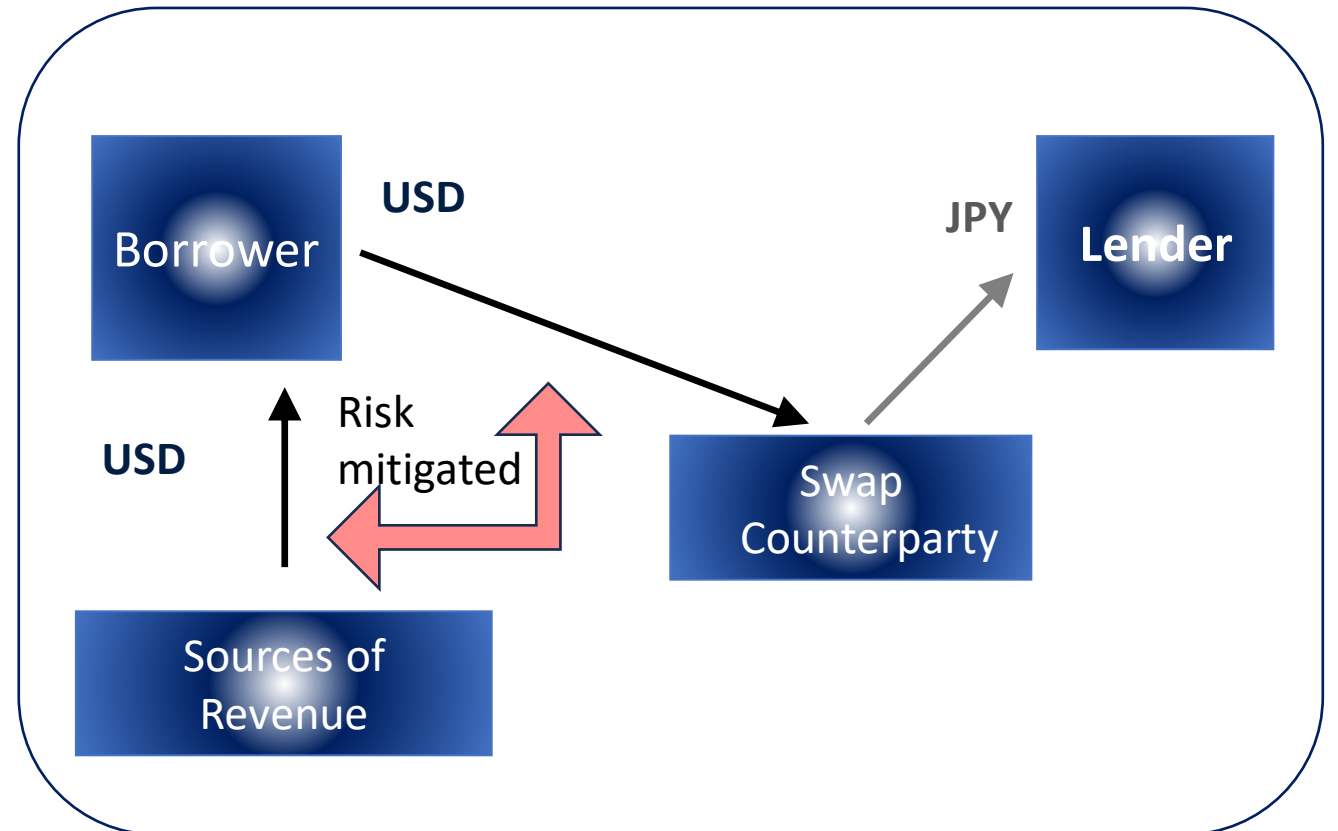 USD
JPY
Borrower
Lender
Risk
mitigated
USD
Swap
Counterparty
Sources of
Revenue